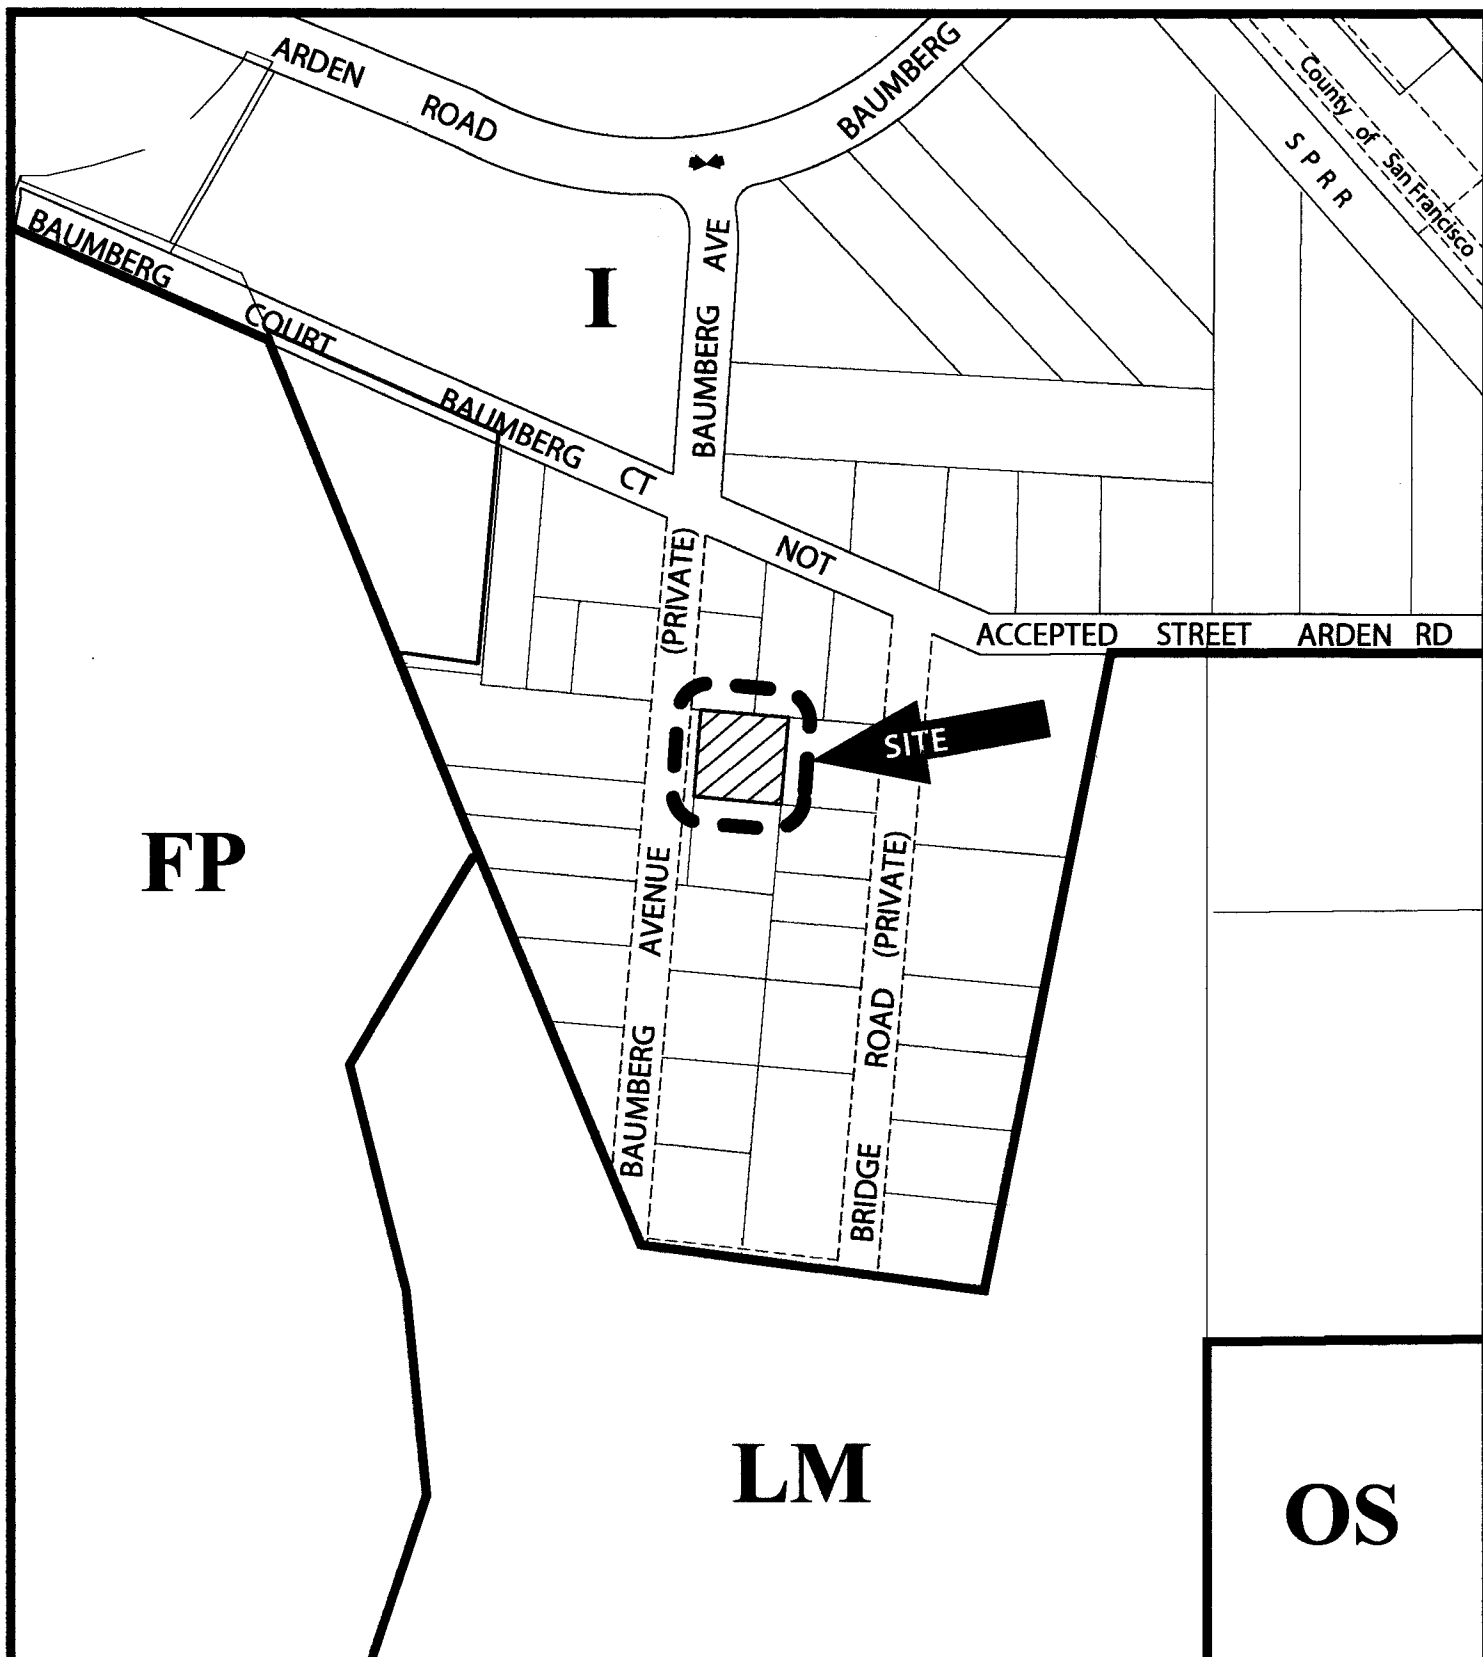 ARDEN ROAD
BAUMBERG
County of San Francisco
S P R R
BAUMBERG COURT
BAUMBERG AVE
I
BAUMBERG CT
NOT
(PRIVATE)
ACCEPTED STREET ARDEN RD
SITE
FP
BAUMBERG AVENUE
BRIDGE ROAD (PRIVATE)
LM
OS